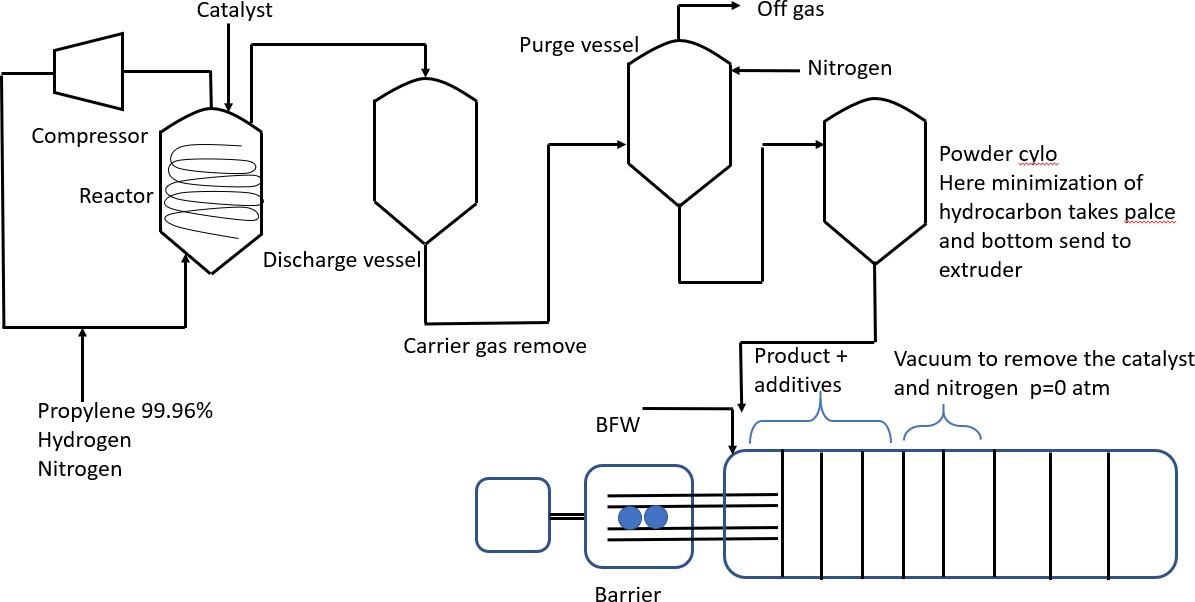 Catalyst
Off gas
Purge vessel
Nitrogen
Compressor
Reactor
Powder cylo
Here minimization of
hydrocarbon takes palce
and bottom send to
extruder
Discharge vessel
Carrier gas remove
Propylene 99.96%
Hydrogen
Nitrogen
Product +
additives
Vacuum to remove the catalyst
and nitrogen  p=0 atm
BFW
Barrier